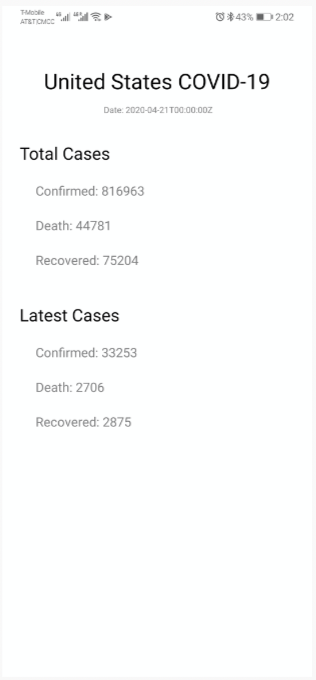 T-Mobile 43% 2:02
AT&T|CMCC
United States COVID-19
Date: 2020-04-21T00:00:00Z
Total Cases
Confirmed: 816963
Death: 44781
Recovered: 75204
Latest Cases
Confirmed: 33253
Death: 2706
Recovered: 2875